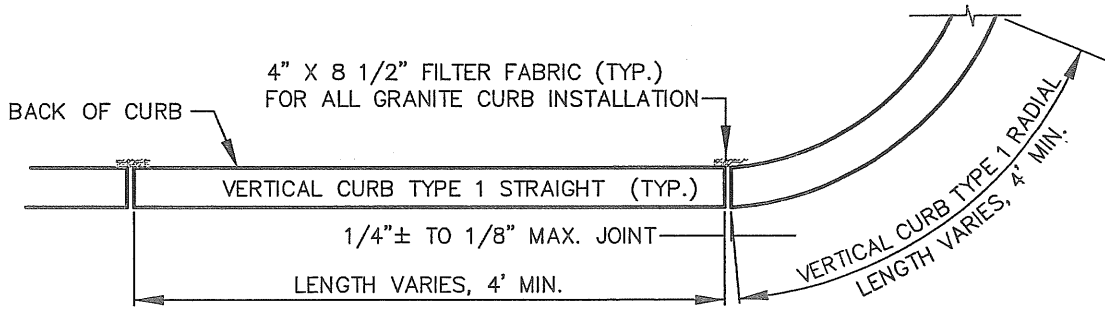 4" X 8 1/2" FILTER FABRIC (TYP.)
FOR ALL GRANITE CURB INSTALLATION
BACK OF CURB
VERTICAL CURB TYPE 1 STRAIGHT (TYP.)
1/4"± TO 1/8" MAX. JOINT
LENGTH VARIES, 4' MIN.
VERTICAL CURB TYPE 1 RADIAL
LENGTH VARIES, 4' MIN.